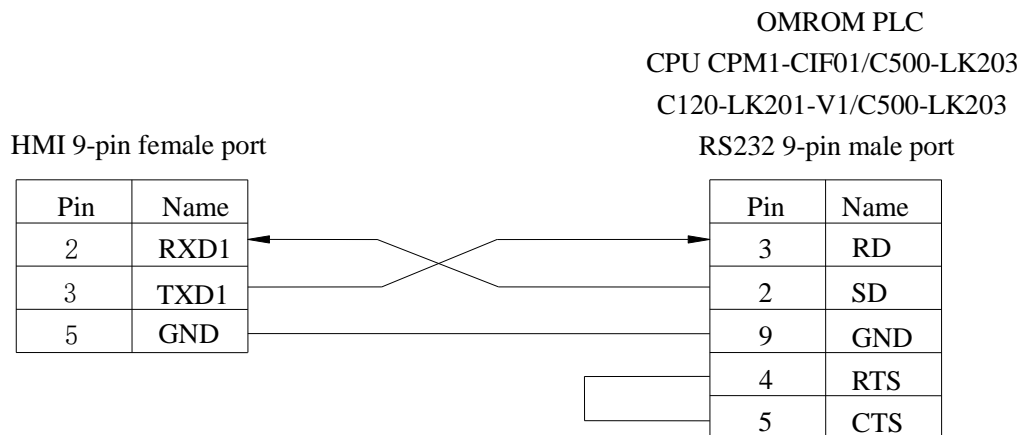 OMROM PLC
CPU CPM1-CIF01/C500-LK203
C120-LK201-V1/C500-LK203
HMI 9-pin female port
RS232 9-pin male port
Pin Name
2 RXD1
3 TXD1
5 GND
Pin Name
3 RD
2 SD
9 GND
4 RTS
5 CTS